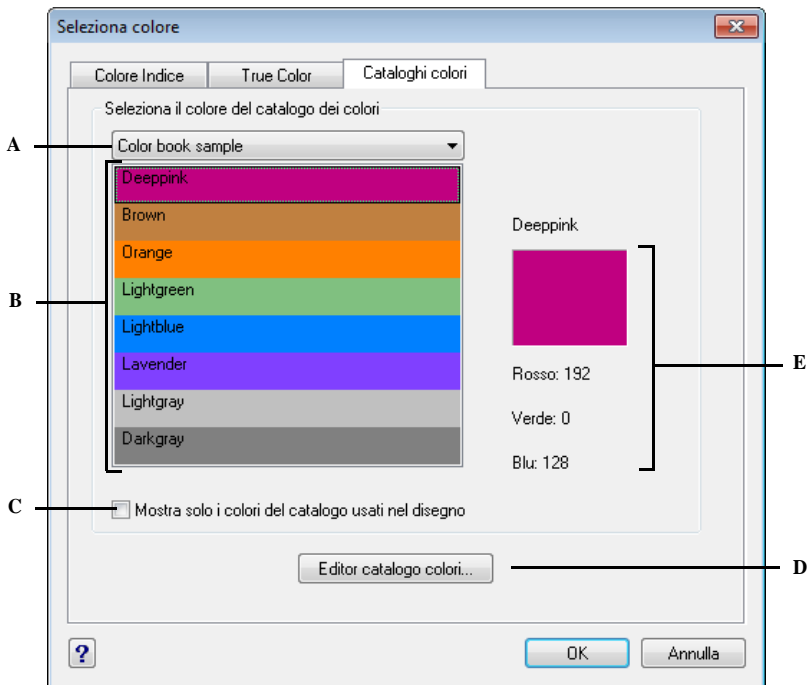 Seleziona colore
Colore Indice True Color Cataloghi colori
Seleziona il colore del catalogo dei colori
A Color book sample
Deeppink
Brown
Deeppink
Orange
Lightgreen
B
Lightblue
Lavender
E
Rosso: 192
Lightgray
Verde: 0
Darkgray
Blu: 128
C Mostra solo i colori del catalogo usati nel disegno
Editor catalogo colori... D
? OK Annulla